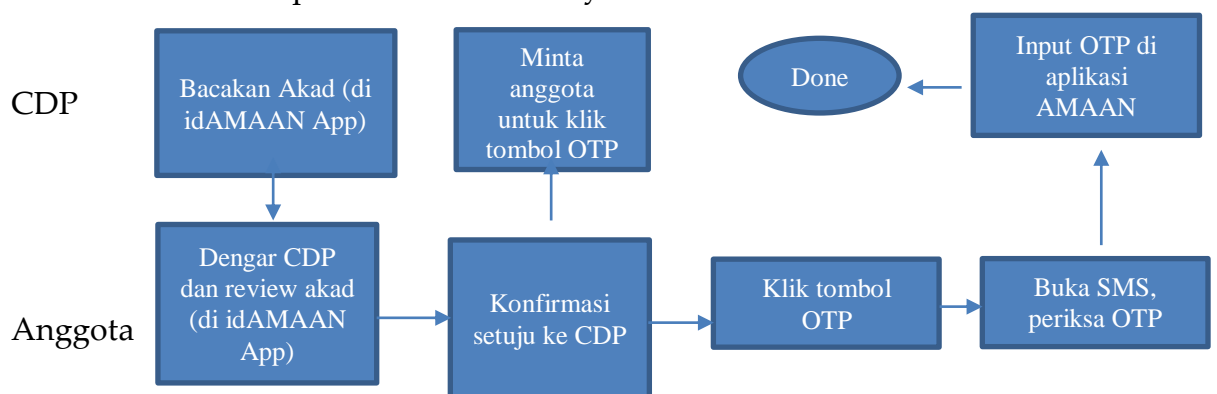 CDP
Bacakan Akad (di
idAMAAN App)
Minta
anggota
untuk klik
tombol OTP
Done
Input OTP di
aplikasi
AMAAN
Anggota
Dengar CDP
dan review akad
(di idAMAAN
App)
Konfirmasi
setuju ke CDP
Klik tombol
OTP
Buka SMS,
periksa OTP